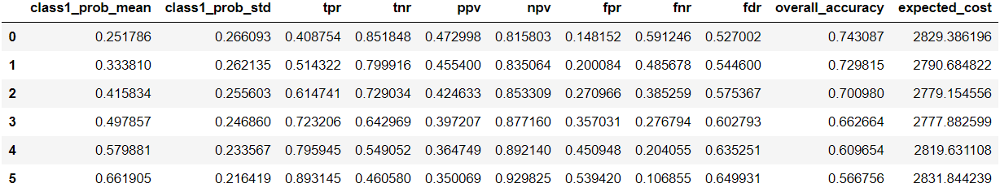 class1_prob_mean class1_prob_std tpr tnr ppv npv fpr fnr fdr overall_accuracy expected_cost
0 0.251786 0.266093 0.408754 0.851848 0.472998 0.815803 0.148152 0.591246 0.527002 0.743087 2829.386196
1 0.333810 0.262135 0.514322 0.799916 0.455400 0.835064 0.200084 0.485678 0.544600 0.729815 2790.684822
2 0.415834 0.255603 0.614741 0.729034 0.424633 0.853309 0.270966 0.385259 0.575367 0.700980 2779.154556
3 0.497857 0.246860 0.723206 0.642969 0.397207 0.877160 0.357031 0.276794 0.602793 0.662664 2777.882599
4 0.579881 0.233567 0.795945 0.549052 0.364749 0.892140 0.450948 0.204055 0.635251 0.609654 2819.631108
5 0.661905 0.216419 0.893145 0.460580 0.350069 0.929825 0.539420 0.106855 0.649931 0.566756 2831.844239